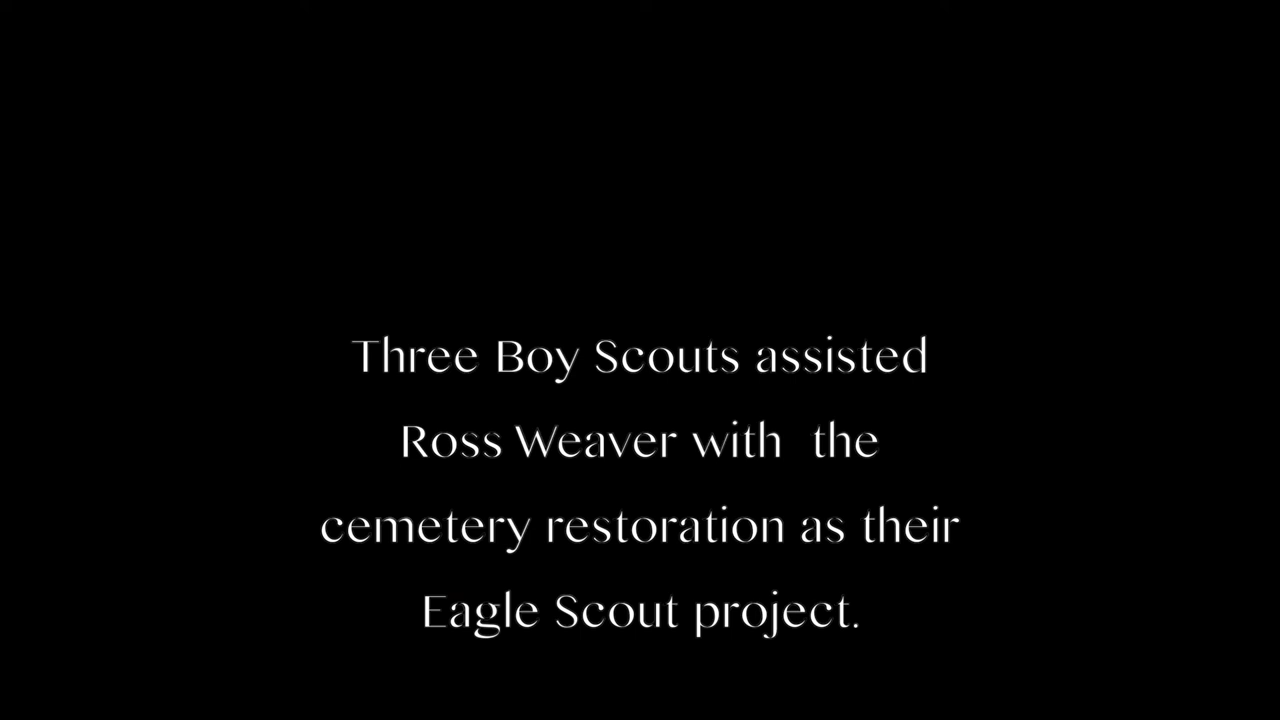 Three Boy Scouts assisted
Ross Weaver with  the
cemetery restoration as their
Eagle Scout project.